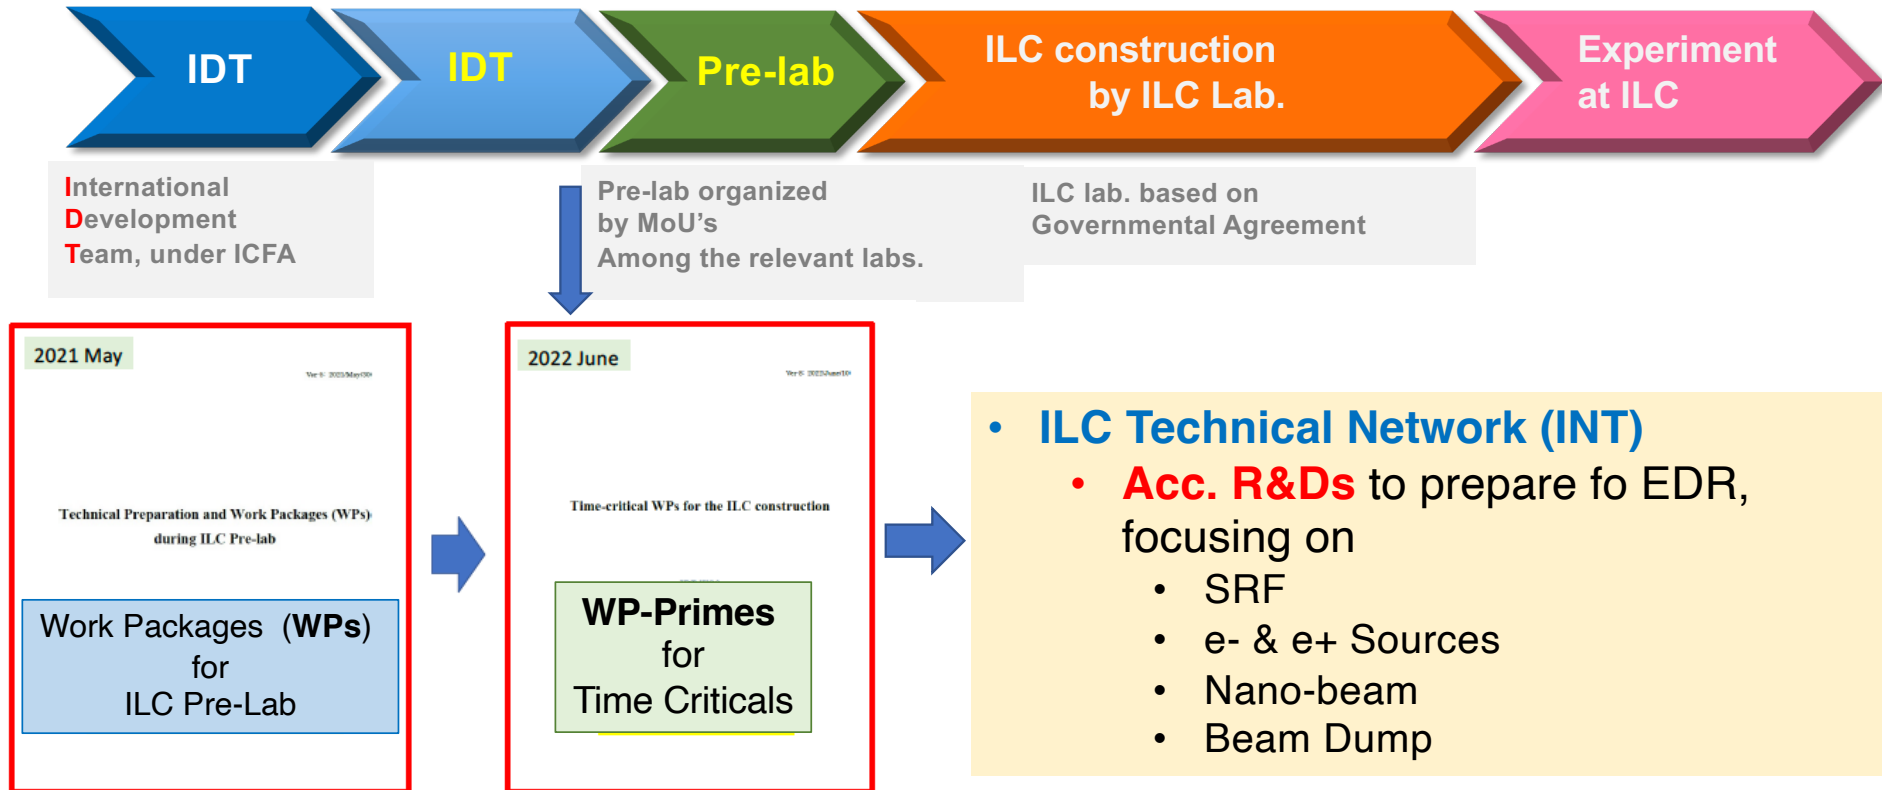 IDT
IDT
Pre-lab
ILC construction
by ILC Lab.
Experiment
at ILC
International
Development
Team, under ICFA
Pre-lab organized
by MoU's
Among the relevant labs.
ILC lab. based on
Governmental Agreement
2021 May
Technical Preparation and Work Packages (WPs)
during ILC Pre-lab
Work Packages (WPs)
for
ILC Pre-Lab
2022 June
Time-critical WPs for the ILC construction
WP-Primes
for
Time Criticals
• ILC Technical Network (INT)
• Acc. R&Ds to prepare fo EDR,
focusing on
• SRF
• e- & e+ Sources
• Nano-beam
• Beam Dump